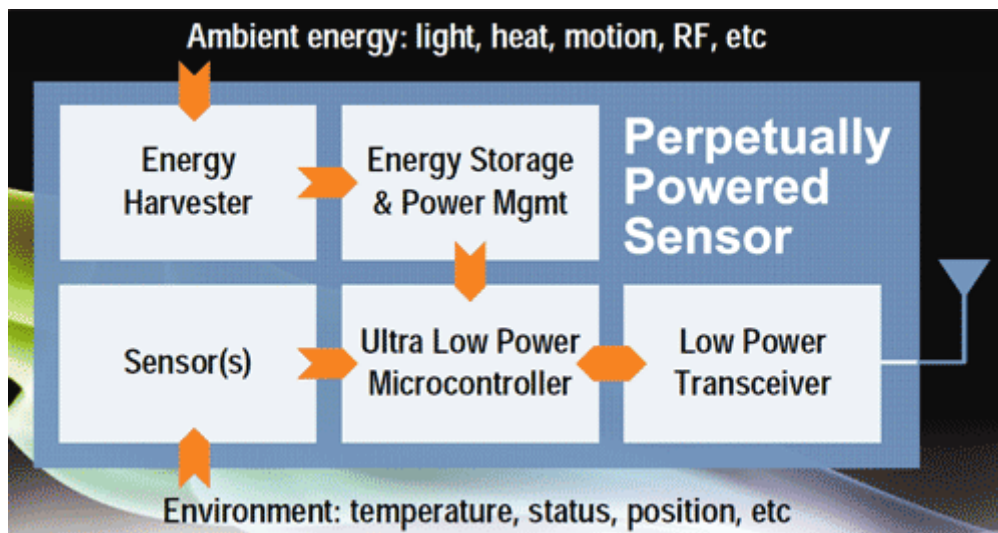 Ambient energy: light, heat, motion, RF, etc
Energy
Harvester
Energy Storage
& Power Mgmt
Perpetually
Powered
Sensor
Sensor(s)
Ultra Low Power
Microcontroller
Low Power
Transceiver
Environment: temperature, status, position, etc